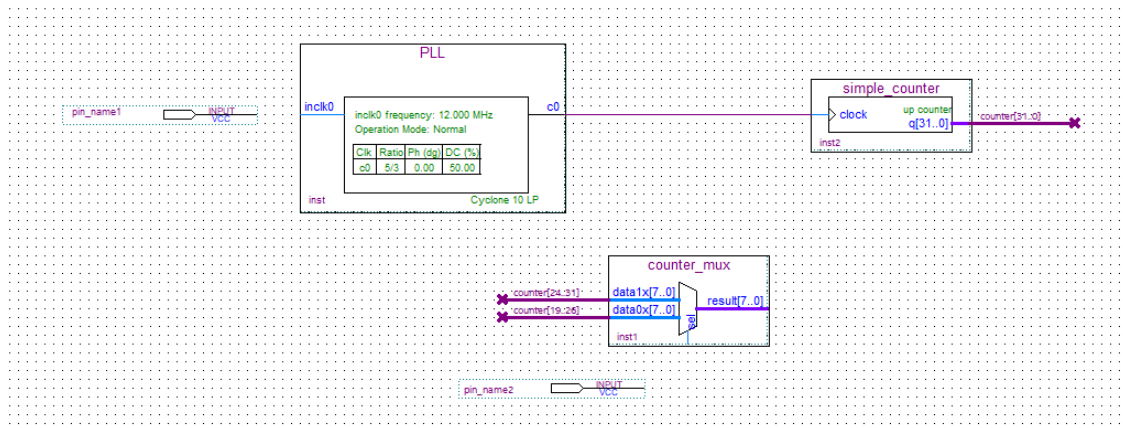 PLL
inclk0
c0
inclk0 frequency: 12.000 MHz
Operation Mode: Normal
Clk Ratio Ph (dg) DC (%)
c0 5/3 0.00 50.00
inst
Cyclone 10 LP
pin_name1
INPUT
VCC
simple_counter
up counter
clock
q[31..0]
counter[31..0]
inst2
counter_mux
counter[24..31]
data1x[7..0]
result[7..0]
counter[19..26]
data0x[7..0]
sel
inst1
pin_name2
INPUT
VCC